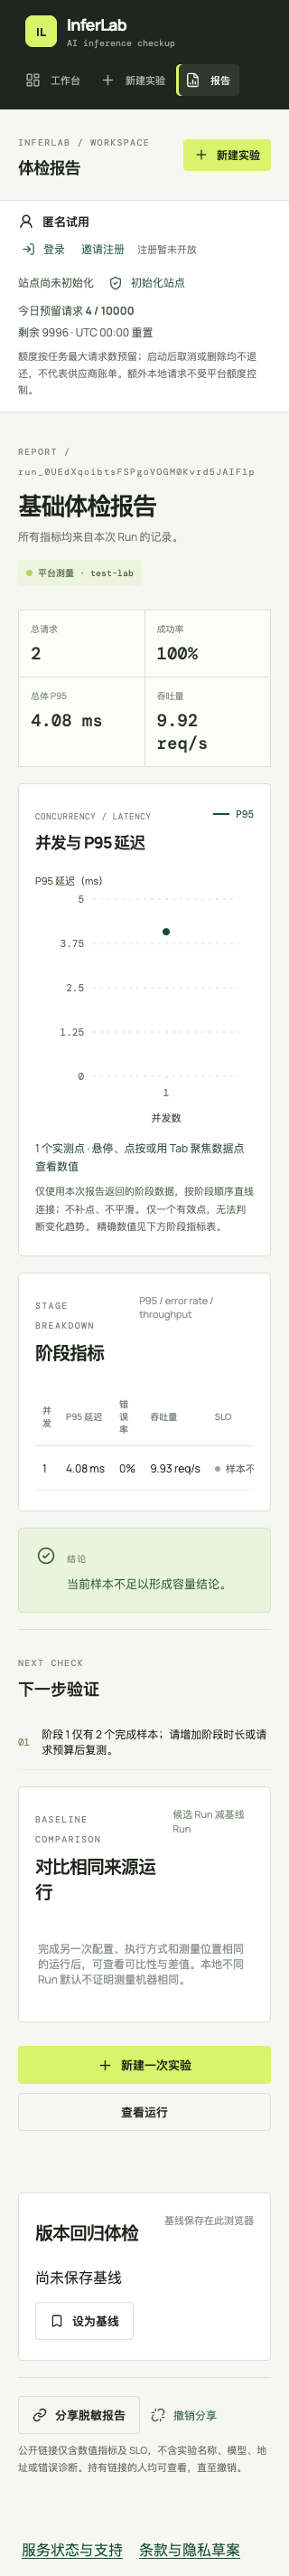 IL
InferLab
AI inference checkup
工作台
新建实验
报告
INFERLAB / WORKSPACE
体检报告
新建实验
匿名试用
登录
邀请注册
注册暂未开放
站点尚未初始化
初始化站点
今日预留请求 4 / 10000
剩余 9996 · UTC 00:00 重置
额度按任务最大请求数预留；启动后取消或删除均不退
还，不代表供应商账单。额外本地请求不受平台额度控
制。
REPORT /
run_0UEdXqoibtsFSPgoVOGM0Kvrd5JAIF1p
基础体检报告
所有指标均来自本次 Run 的记录。
平台测量 · test-lab
总请求
2
成功率
100%
总体 P95
4.08 ms
吞吐量
9.92
req/s
CONCURRENCY / LATENCY
P95
并发与 P95 延迟
P95 延迟（ms）
5
3.75
2.5
1.25
0
1
并发数
1 个实测点 · 悬停、点按或用 Tab 聚焦数据点
查看数值
仅使用本次报告返回的阶段数据，按阶段顺序直线
连接；不补点、不平滑。 仅一个有效点，无法判
断变化趋势。 精确数值见下方阶段指标表。
STAGE
BREAKDOWN
P95 / error rate /
throughput
阶段指标
并
发
P95 延迟
错
误
率
吞吐量
SLO
1
4.08 ms
0%
9.93 req/s
样本不
结论
当前样本不足以形成容量结论。
NEXT CHECK
下一步验证
01
阶段 1 仅有 2 个完成样本；请增加阶段时长或请
求预算后复测。
BASELINE
COMPARISON
候选 Run 减基线
Run
对比相同来源运
行
完成另一次配置、执行方式和测量位置相同
的运行后，可查看可比性与差值。本地不同
Run 默认不证明测量机器相同。
新建一次实验
查看运行
版本回归体检
基线保存在此浏览器
尚未保存基线
设为基线
分享脱敏报告
撤销分享
公开链接仅含数值指标及 SLO，不含实验名称、模型、地
址或错误诊断。持有链接的人均可查看，直至撤销。
服务状态与支持
条款与隐私草案